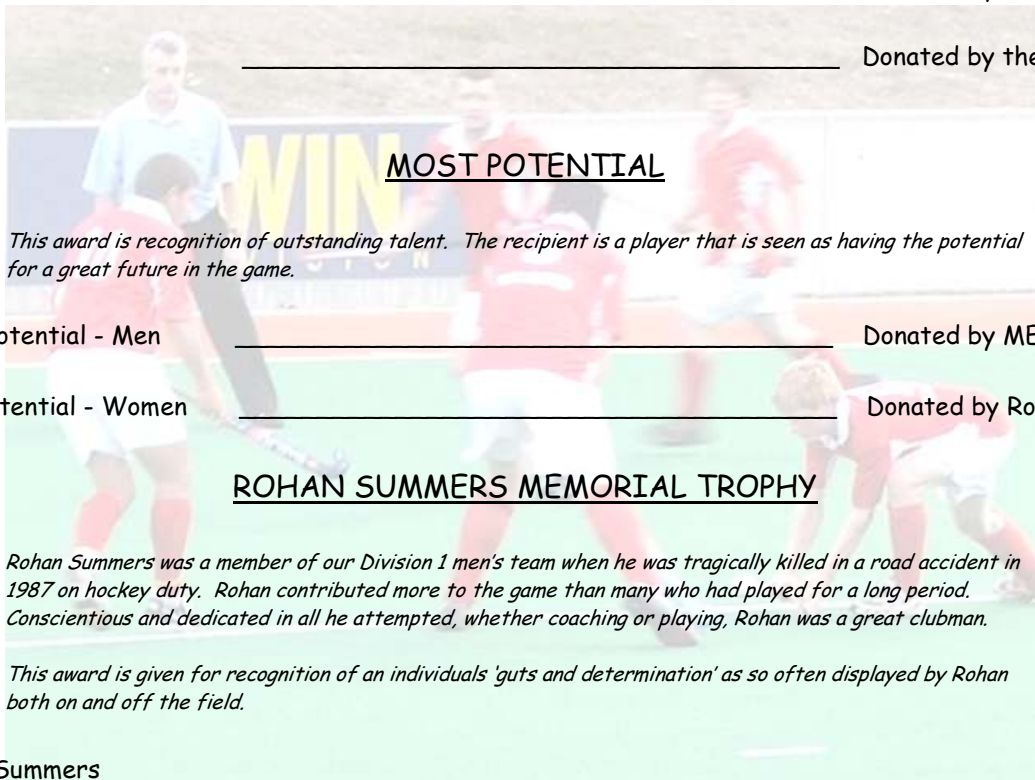 _______________________________ Donated by the
MOST POTENTIAL
WIN
This award is recognition of outstanding talent. The recipient is a player that is seen as having the potential
for a great future in the game.
otential - Men _______________________________ Donated by ME
tential - Women _______________________________ Donated by Ro
ROHAN SUMMERS MEMORIAL TROPHY
Rohan Summers was a member of our Division 1 men's team when he was tragically killed in a road accident in
1987 on hockey duty. Rohan contributed more to the game than many who had played for a long period.
Conscientious and dedicated in all he attempted, whether coaching or playing, Rohan was a great clubman.
This award is given for recognition of an individuals 'guts and determination' as so often displayed by Rohan
both on and off the field.
Summers